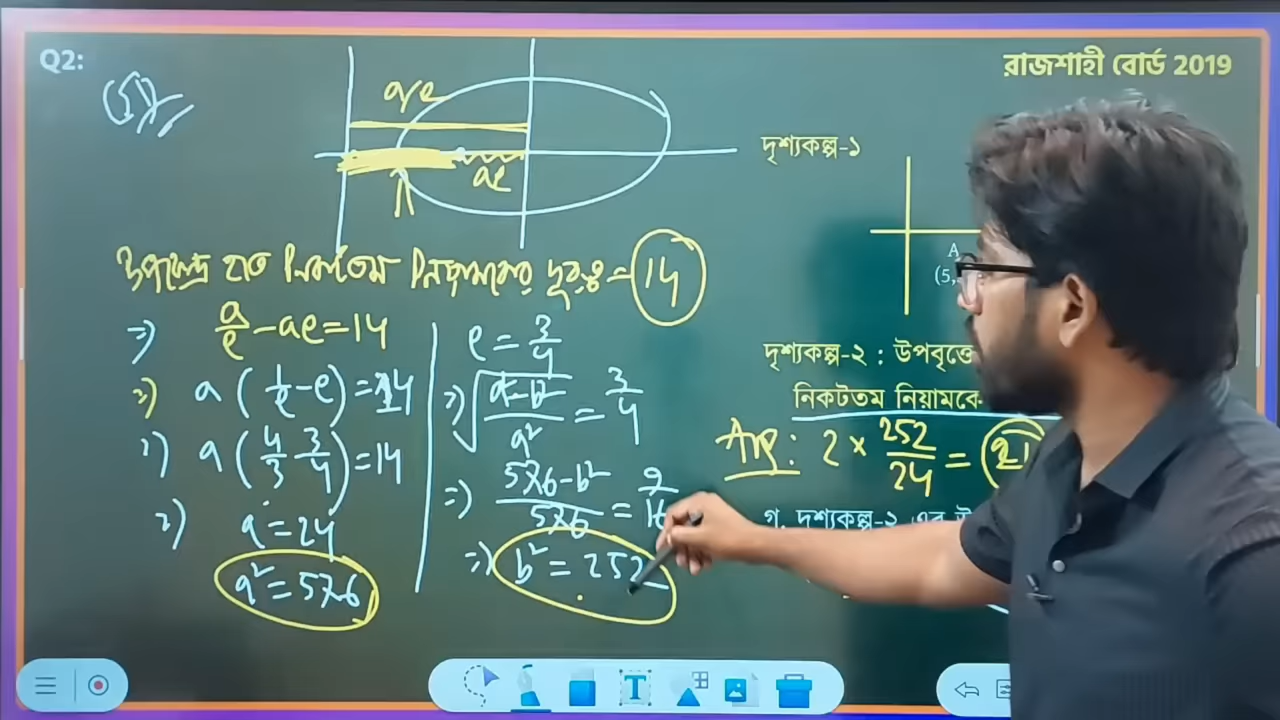 Q2:
রাজশাহী বোর্ড 2019
a/e
ae
দৃশ্যকল্প-১
A
(5,
উপকেন্দ্র হতে নিকটতম নিয়ামকের দূরত্ব = 14
=> a/e - ae = 14
=> a (1/e - e) = 14
=> a (4/3 - 3/4) = 14
=> a = 24
a² = 576
e = 3/4
=> √(a² - b²/a²) = 3/4
=> 576 - b²/576 = 9/16
=> b² = 252
দৃশ্যকল্প-২ : উপবৃত্তে
নিকটতম নিয়ামকে
Ans: 2 × 252/24 = 21
গ. দৃশ্যকল্প-২ এর উ
T